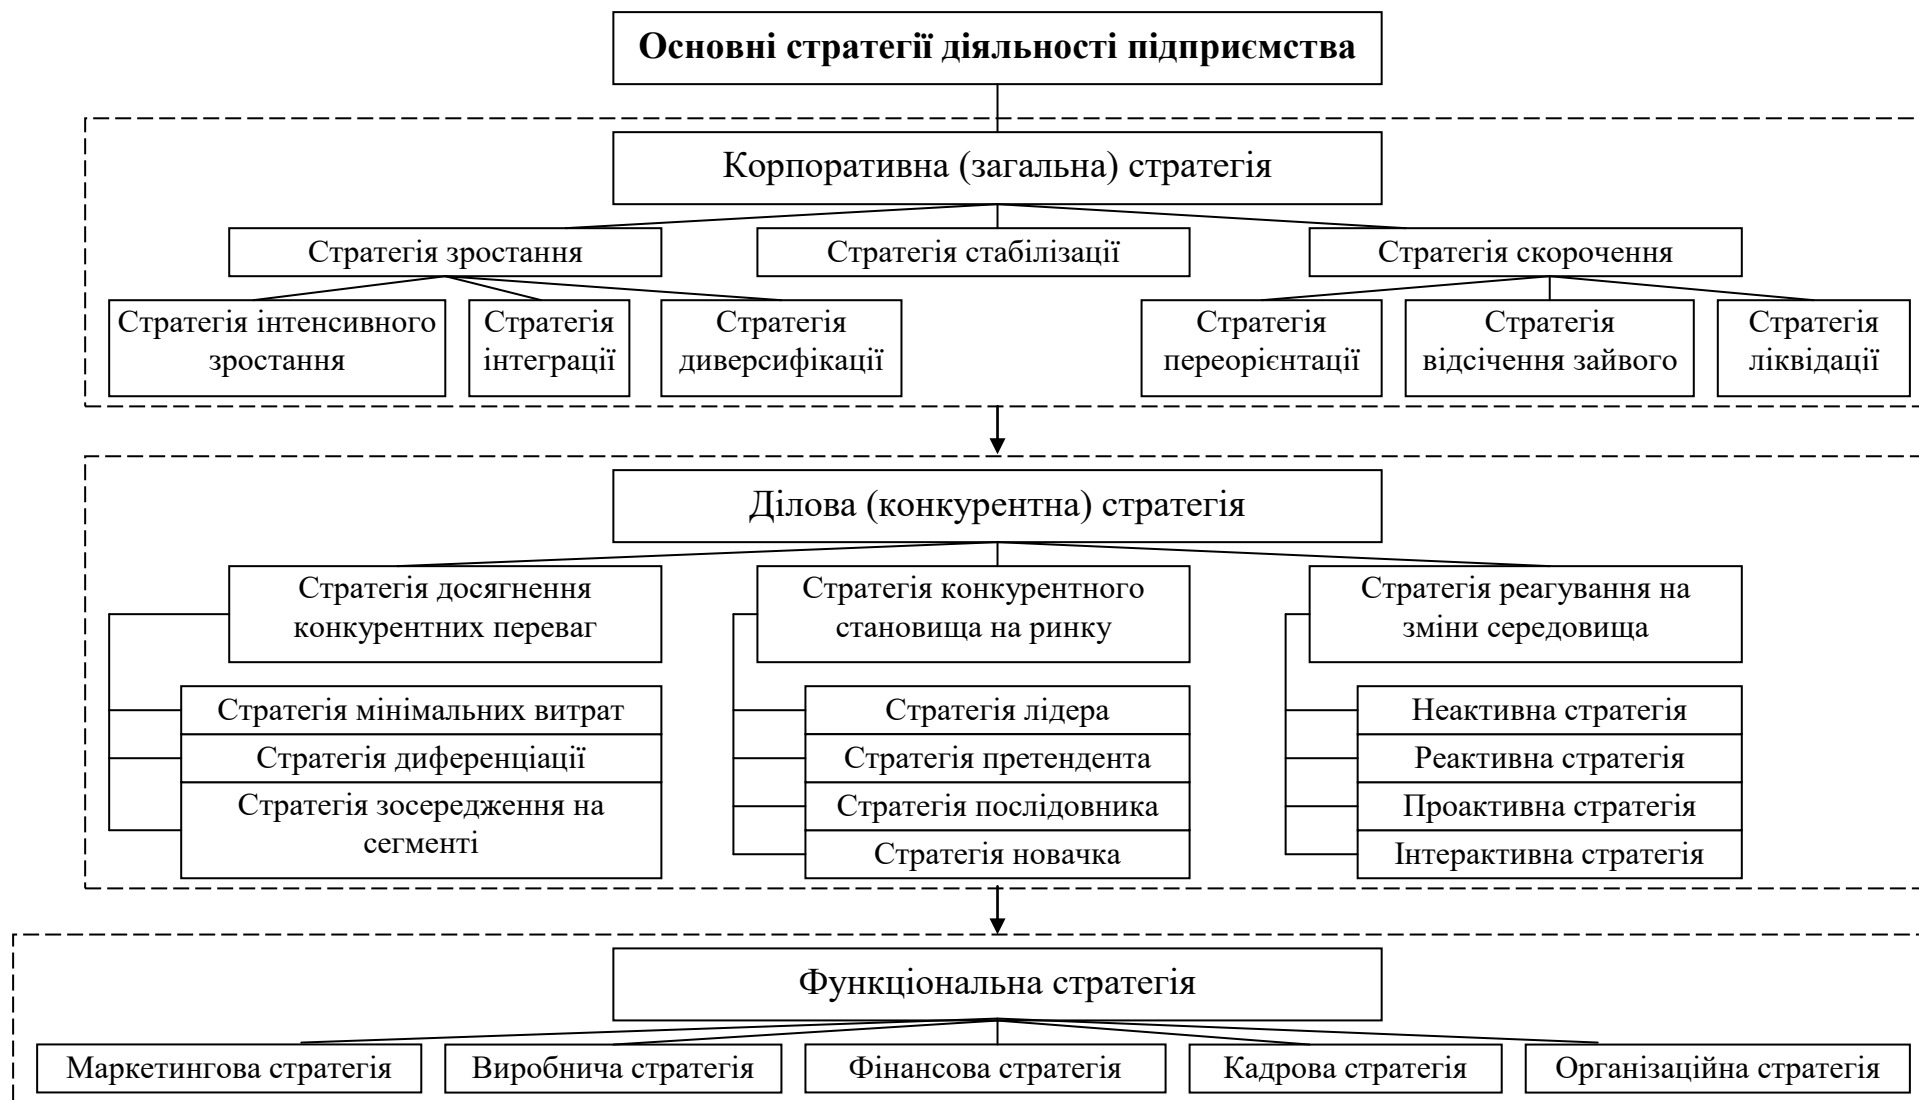 Основні стратегії діяльності підприємства
Корпоративна (загальна) стратегія
Стратегія зростання
Стратегія стабілізації
Стратегія скорочення
Стратегія інтенсивного
зростання
Стратегія
інтеграції
Стратегія
диверсифікації
Стратегія
переорієнтації
Стратегія
відсічення зайвого
Стратегія
ліквідації
Ділова (конкурентна) стратегія
Стратегія досягнення
конкурентних переваг
Стратегія мінімальних витрат
Стратегія диференціації
Стратегія зосередження на
сегменті
Стратегія конкурентного
становища на ринку
Стратегія лідера
Стратегія претендента
Стратегія послідовника
Стратегія новачка
Стратегія реагування на
зміни середовища
Неактивна стратегія
Реактивна стратегія
Проактивна стратегія
Інтерактивна стратегія
Функціональна стратегія
Маркетингова стратегія
Виробнича стратегія
Фінансова стратегія
Кадрова стратегія
Організаційна стратегія